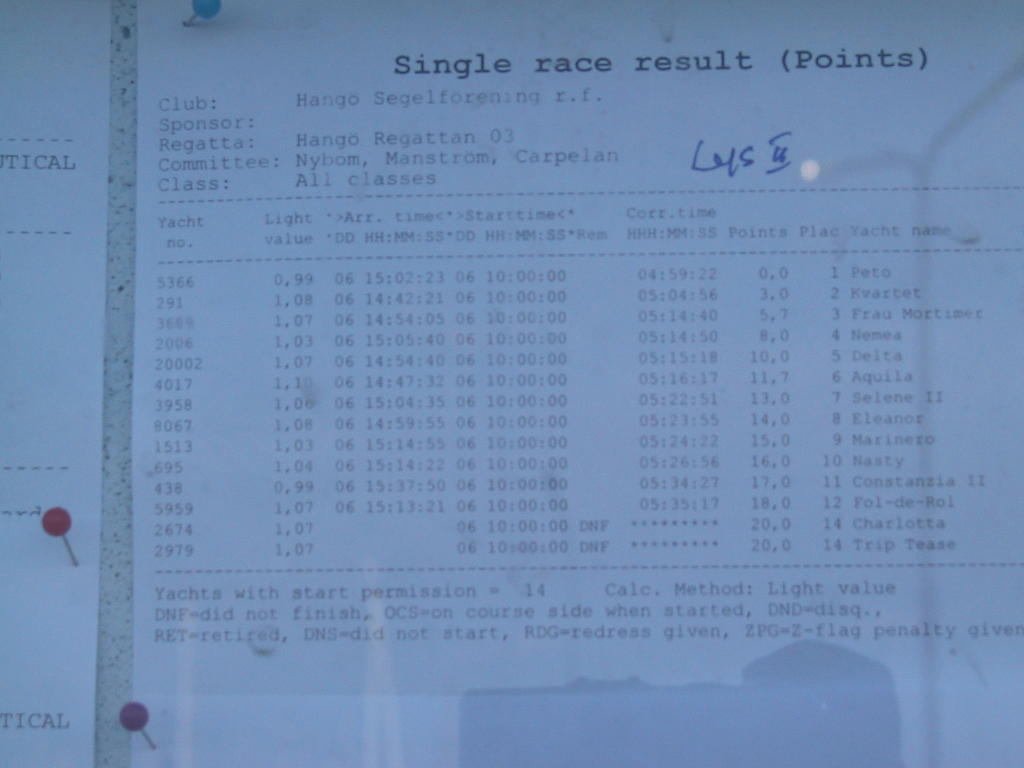 Single race result (Points)
Club: Hangö Segelförening r.f.
Sponsor:
Regatta: Hangö Regattan 03
Committee: Nybom, Manström, Carpelan
Class: All classes
Lys II
Yacht Light *>Arr. time<*>Starttime<* Corr.time
no. value *DD HH:MM:SS*DD HH:MM:SS*Rem HHH:MM:SS Points Plac Yacht name
5366 0,99 06 15:02:23 06 10:00:00 04:59:22 0,0 1 Peto
291 1,08 06 14:42:21 06 10:00:00 05:04:56 3,0 2 Kvartet
1,07 06 14:54:05 06 10:00:00 05:14:40 5,7 3 Frau Mortimer
2006 1,03 06 15:05:40 06 10:00:00 05:14:50 8,0 4 Nemea
20002 1,07 06 14:54:40 06 10:00:00 05:15:18 10,0 5 Delta
4017 1,10 06 14:47:32 06 10:00:00 05:16:17 11,7 6 Aquila
3958 1,06 06 15:04:35 06 10:00:00 05:22:51 13,0 7 Selene II
8067 1,08 06 14:59:55 06 10:00:00 05:23:55 14,0 8 Eleanor
1513 1,03 06 15:14:55 06 10:00:00 05:24:22 15,0 9 Marinero
695 1,04 06 15:14:22 06 10:00:00 05:26:56 16,0 10 Nasty
438 0,99 06 15:37:50 06 10:00:00 05:34:27 17,0 11 Constanzia II
5959 1,07 06 15:13:21 06 10:00:00 05:35:17 18,0 12 Fol-de-Rol
2674 1,07 06 10:00:00 DNF ********* 20,0 14 Charlotta
2979 1,07 06 10:00:00 DNF ********* 20,0 14 Trip Tease
Yachts with start permission = 14 Calc. Method: Light value
DNF=did not finish, OCS=on course side when started, DND=disq.,
RET=retired, DNS=did not start, RDG=redress given, ZPG=Z-flag penalty given
UTICAL
TICAL